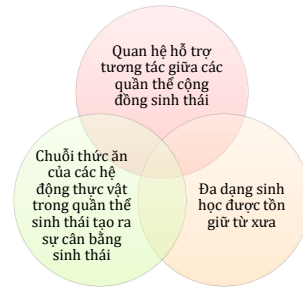 Quan hệ hỗ trợ
tương tác giữa các
quần thể cộng
đồng sinh thái
Chuỗi thức ăn
của các hệ
động thực vật
trong quần thể
sinh thái tạo ra
sự cân bằng
sinh thái
Đa dạng sinh
học được tồn
giữ từ xưa